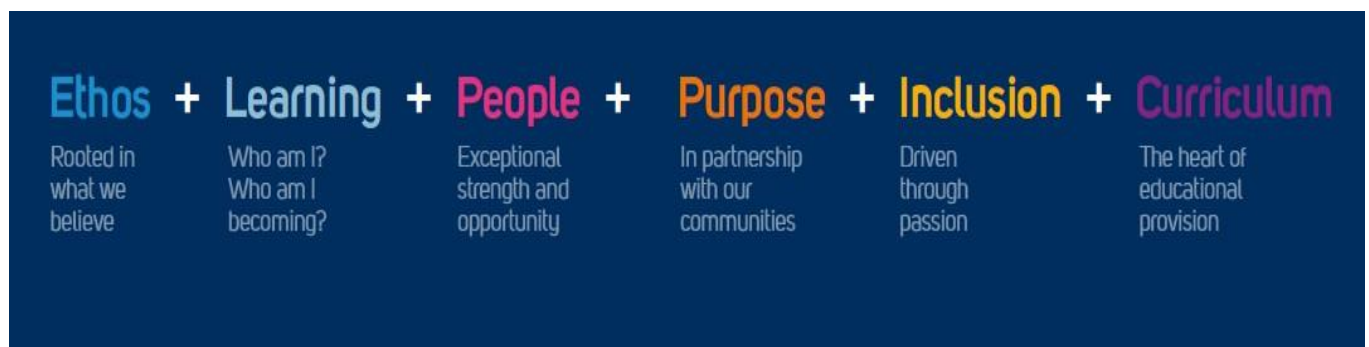 Ethos + Learning + People + Purpose + Inclusion + Curriculum
Rooted in
what we
believe
Who am I?
Who am I
becoming?
Exceptional
strength and
opportunity
In partnership
with our
communities
Driven
through
passion
The heart of
educational
provision